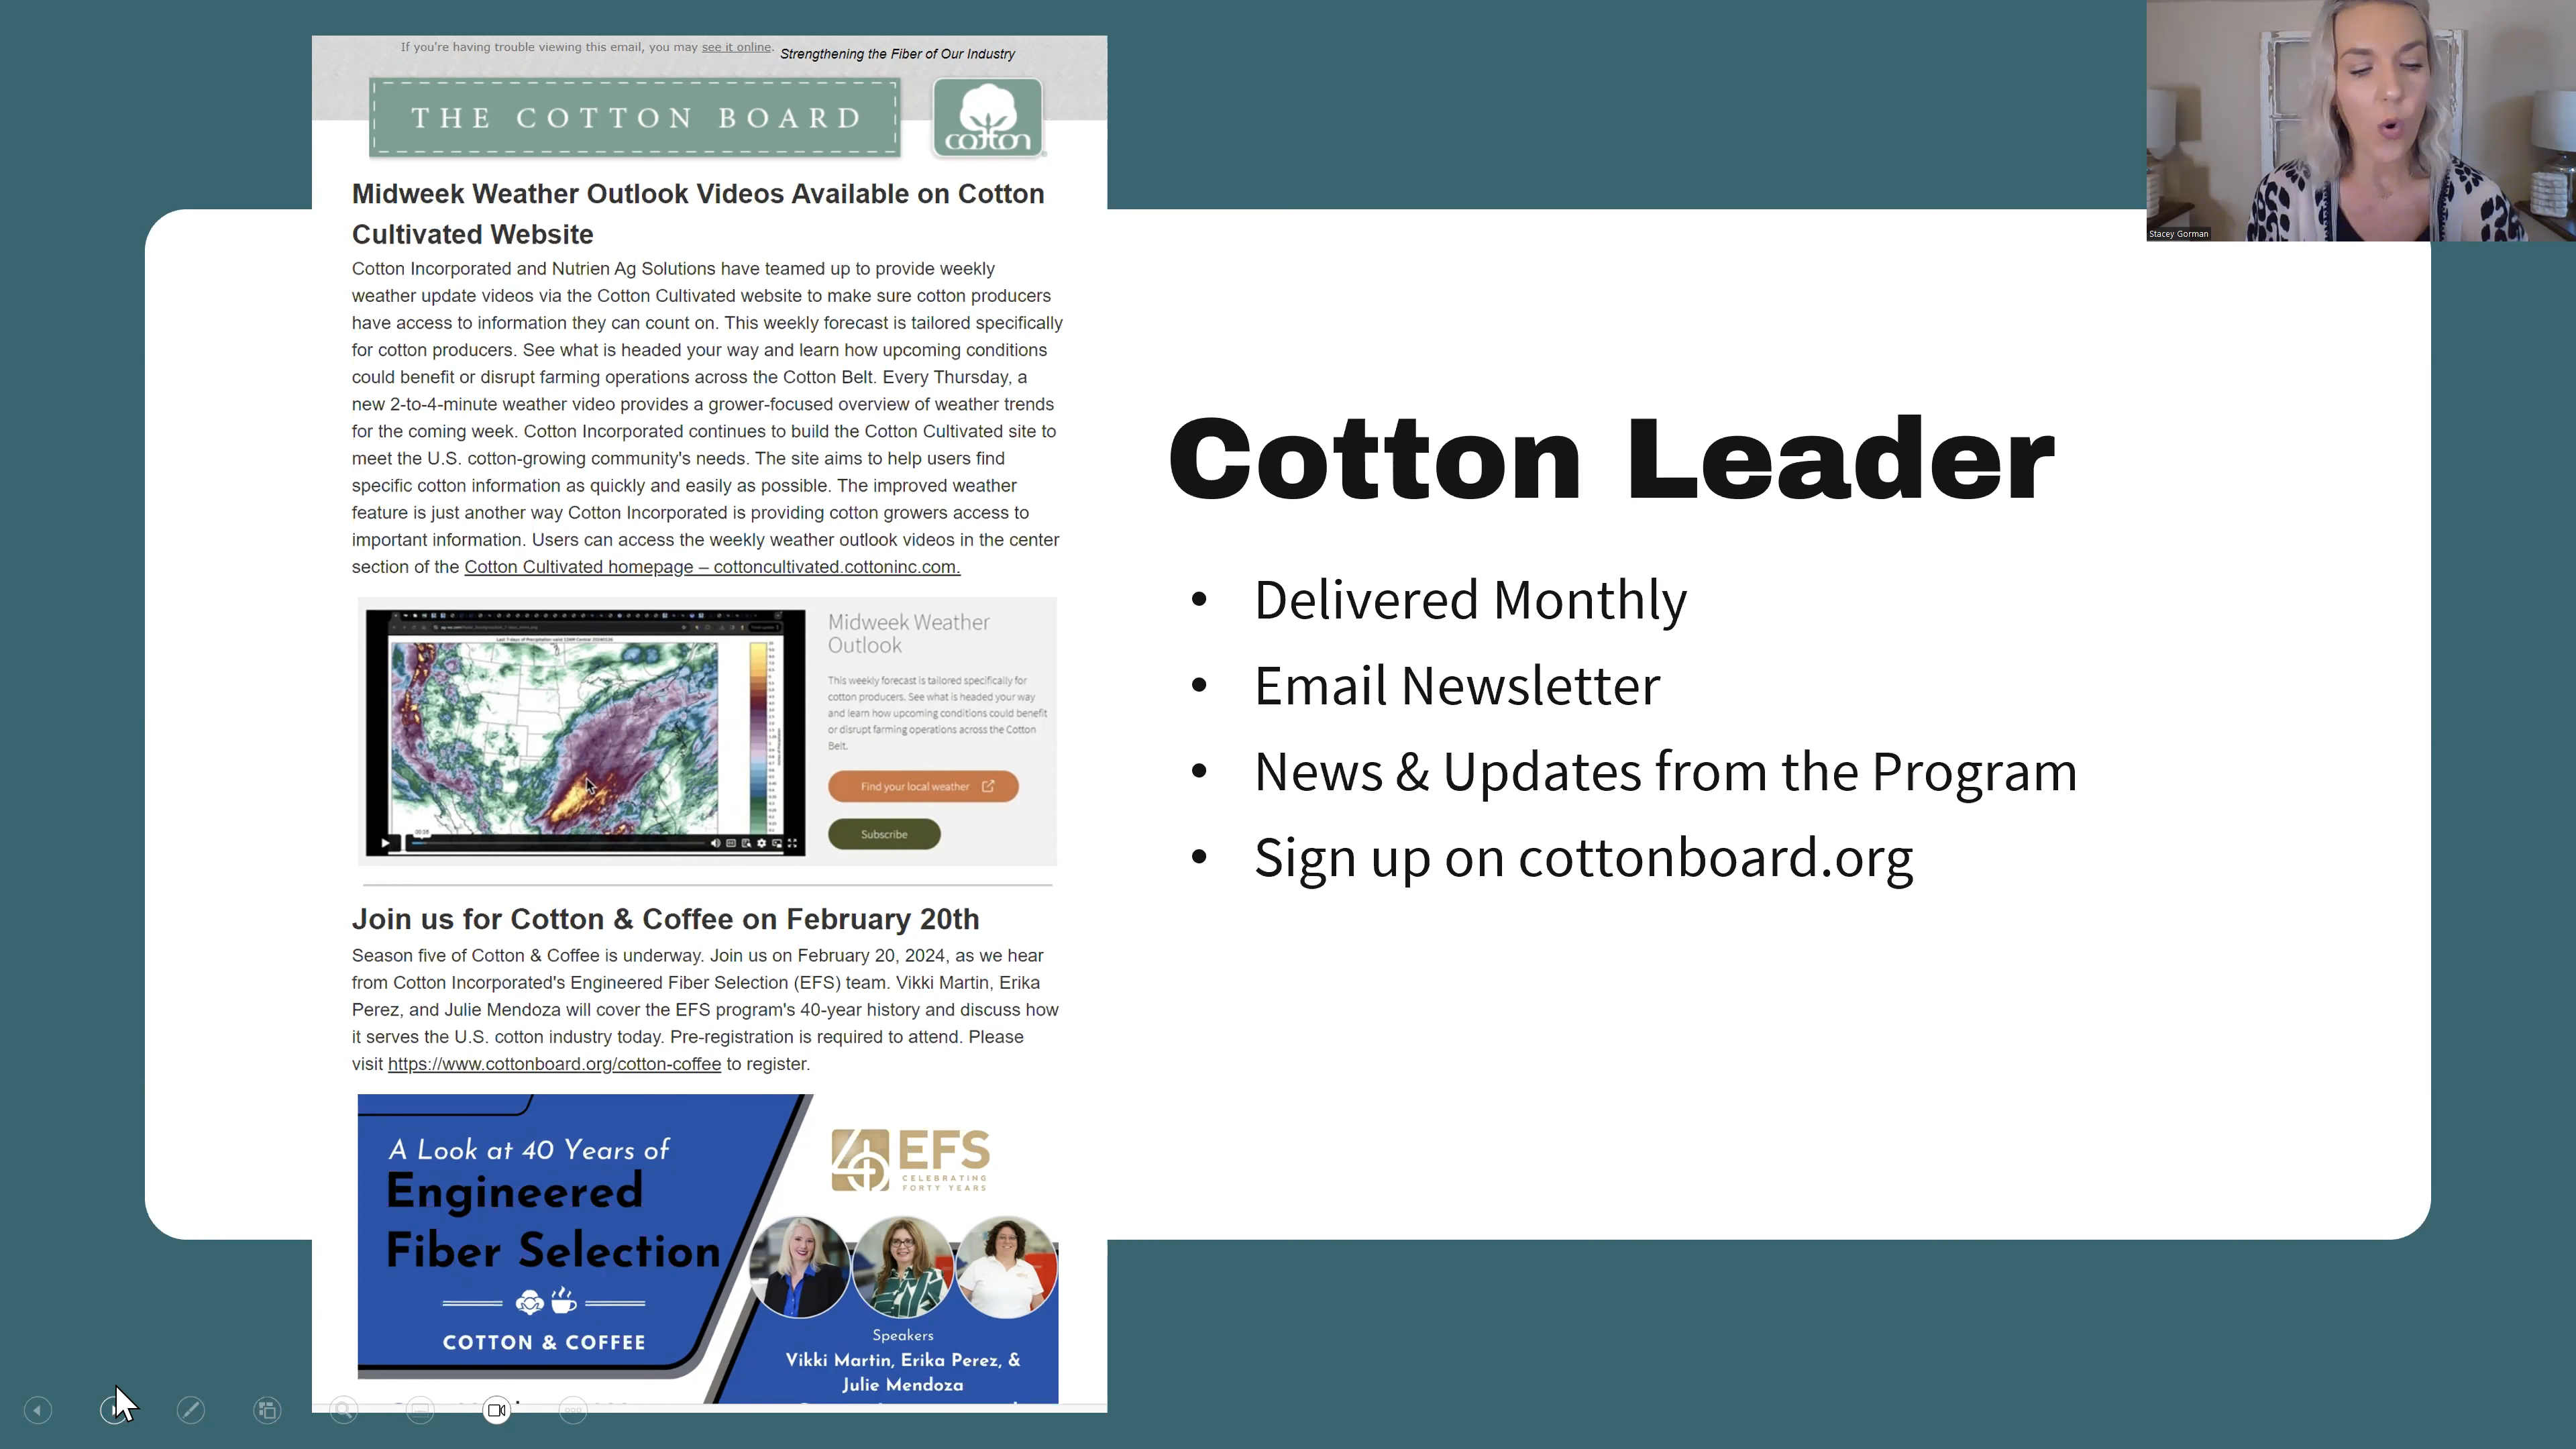 If you're having trouble viewing this email, you may see it online.
Strengthening the Fiber of Our Industry
THE COTTON BOARD
cotton
Midweek Weather Outlook Videos Available on Cotton
Cultivated Website
Cotton Incorporated and Nutrien Ag Solutions have teamed up to provide weekly
weather update videos via the Cotton Cultivated website to make sure cotton producers
have access to information they can count on. This weekly forecast is tailored specifically
for cotton producers. See what is headed your way and learn how upcoming conditions
could benefit or disrupt farming operations across the Cotton Belt. Every Thursday, a
new 2-to-4-minute weather video provides a grower-focused overview of weather trends
for the coming week. Cotton Incorporated continues to build the Cotton Cultivated site to
meet the U.S. cotton-growing community's needs. The site aims to help users find
specific cotton information as quickly and easily as possible. The improved weather
feature is just another way Cotton Incorporated is providing cotton growers access to
important information. Users can access the weekly weather outlook videos in the center
section of the Cotton Cultivated homepage – cottoncultivated.cottoninc.com.
Midweek Weather
Outlook
This weekly forecast is tailored specifically for
cotton producers. See what is headed your way
and learn how upcoming conditions could benefit
or disrupt farming operations across the Cotton
Belt.
Find your local weather
Subscribe
Join us for Cotton & Coffee on February 20th
Season five of Cotton & Coffee is underway. Join us on February 20, 2024, as we hear
from Cotton Incorporated's Engineered Fiber Selection (EFS) team. Vikki Martin, Erika
Perez, and Julie Mendoza will cover the EFS program's 40-year history and discuss how
it serves the U.S. cotton industry today. Pre-registration is required to attend. Please
visit https://www.cottonboard.org/cotton-coffee to register.
A Look at 40 Years of
Engineered
Fiber Selection
COTTON & COFFEE
40 EFS
CELEBRATING
FORTY YEARS
Speakers
Vikki Martin, Erika Perez, &
Julie Mendoza
Cotton Leader
• Delivered Monthly
• Email Newsletter
• News & Updates from the Program
• Sign up on cottonboard.org
Stacey Gorman